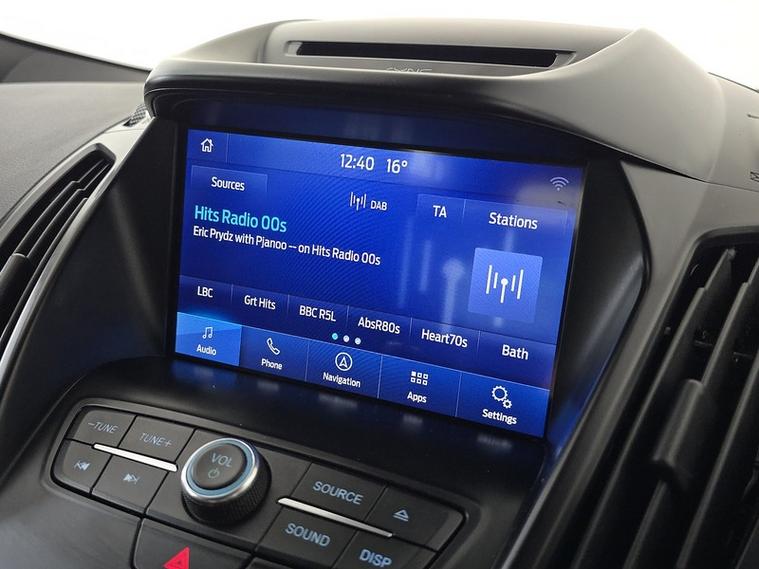 SYNC
12:40 16°
Sources
DAB
TA
Stations
Hits Radio 00s
Eric Prydz with Pjanoo -- on Hits Radio 00s
LBC
Grt Hits
BBC R5L
AbsR80s
Heart70s
Bath
Audio
Phone
Navigation
Apps
Settings
-TUNE
TUNE+
VOL
SOURCE
SOUND
DISP